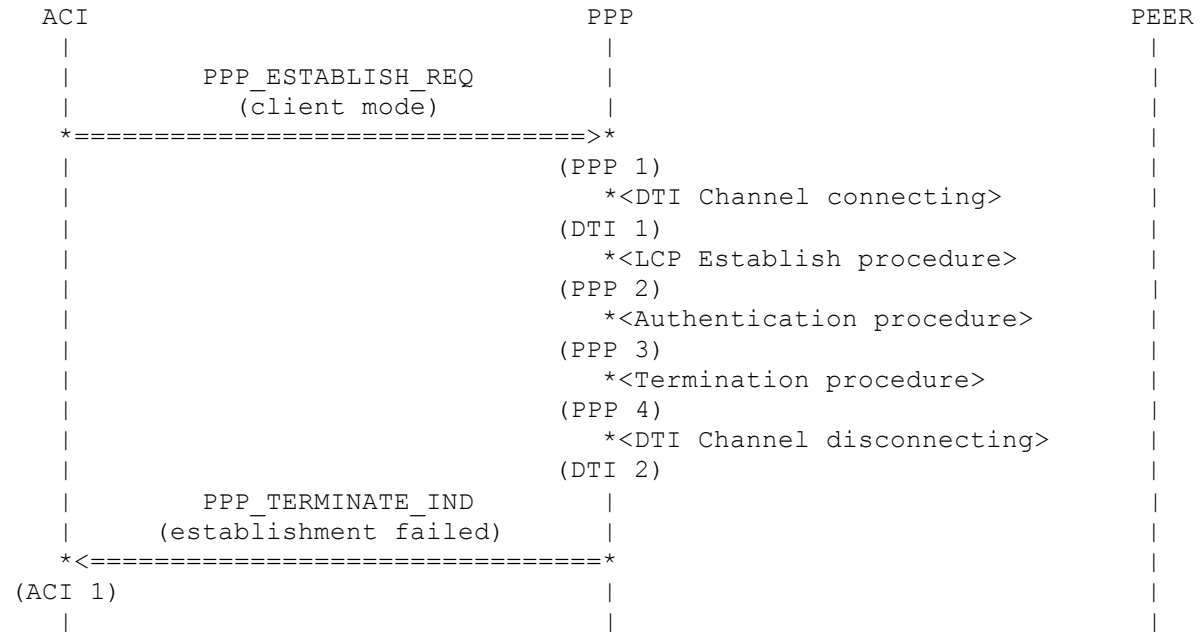 ACI PPP PEER
PPP_ESTABLISH_REQ
(client mode)
*================================>*
(PPP 1)
*<DTI Channel connecting>
(DTI 1)
*<LCP Establish procedure>
(PPP 2)
*<Authentication procedure>
(PPP 3)
*<Termination procedure>
(PPP 4)
*<DTI Channel disconnecting>
(DTI 2)
PPP_TERMINATE_IND
(establishment failed)
*<================================*
(ACI 1)